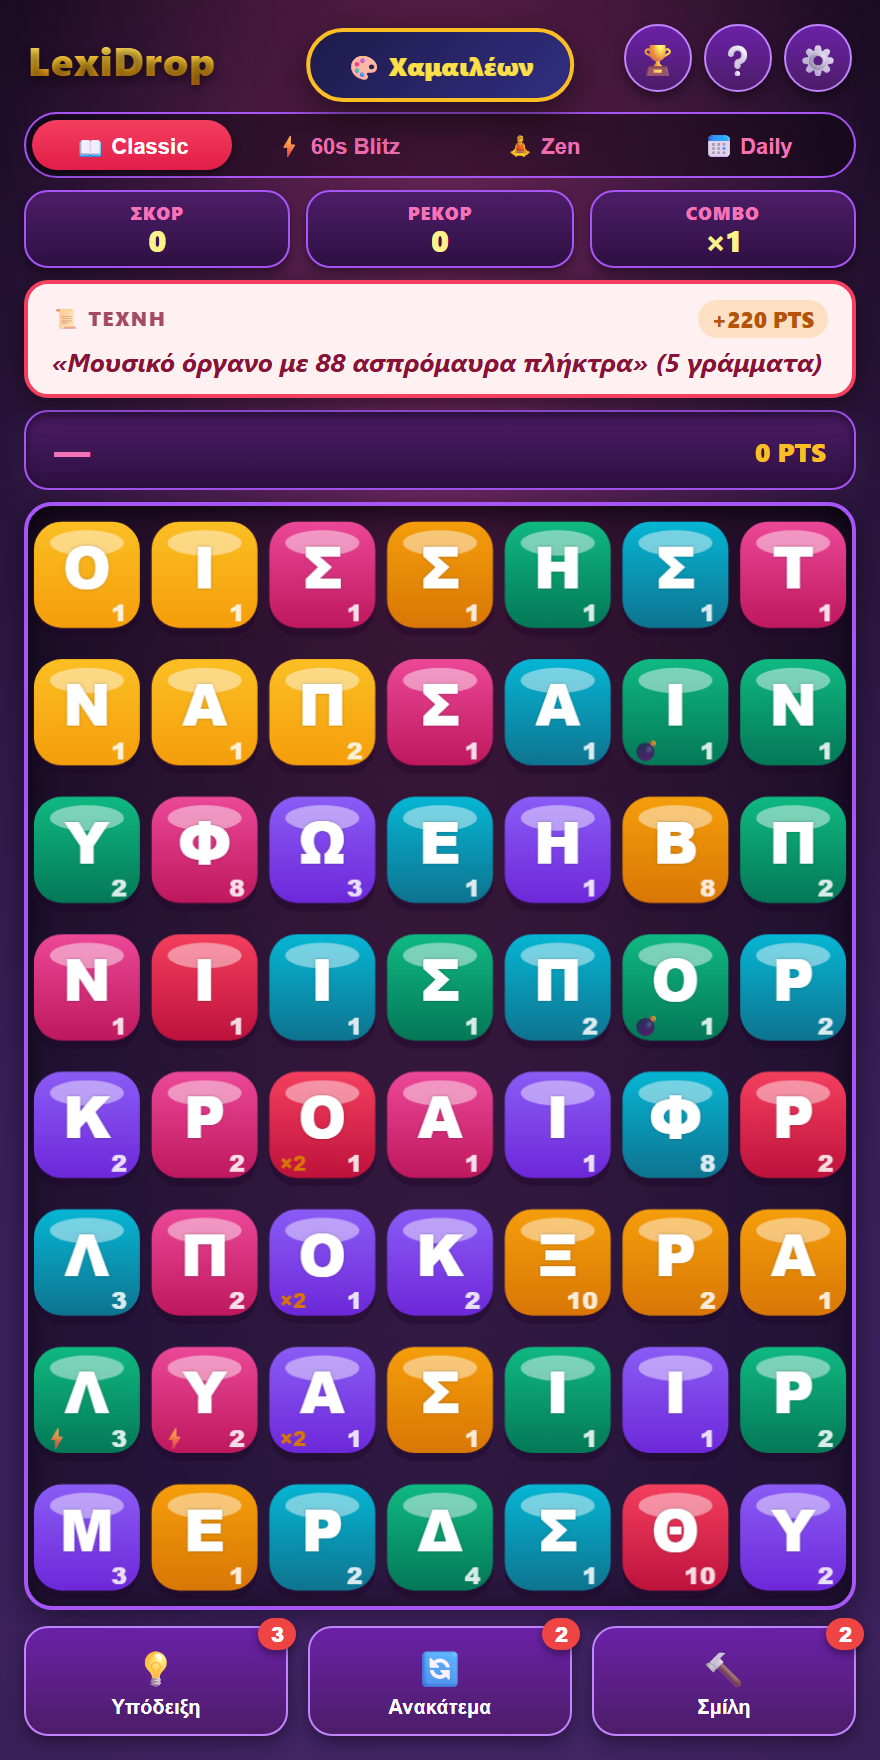 LexiDrop
Χαμαιλέων
Classic
60s Blitz
Zen
Daily
ΣΚΟΡ
0
ΡΕΚΟΡ
0
COMBO
×1
ΤΕΧΝΗ
+220 PTS
«Μουσικό όργανο με 88 ασπρόμαυρα πλήκτρα» (5 γράμματα)
—
0 PTS
Ο 1 Ι 1 Σ 1 Σ 1 Η 1 Σ 1 Τ 1
Ν 1 Α 1 Π 2 Σ 1 Α 1 Ι 1 Ν 1
Υ 2 Φ 8 Ω 3 Ε 1 Η 1 Β 8 Π 2
Ν 1 Ι 1 Ι 1 Σ 1 Π 2 Ο 1 Ρ 2
Κ 2 Ρ 2 Ο ×2 1 Α 1 Ι 1 Φ 8 Ρ 2
Λ 3 Π 2 Ο ×2 1 Κ 2 Ξ 10 Ρ 2 Α 1
Λ 3 Υ 2 Α ×2 1 Σ 1 Ι 1 Ι 1 Ρ 2
Μ 3 Ε 1 Ρ 2 Δ 4 Σ 1 Θ 10 Υ 2
3
Υπόδειξη
2
Ανακάτεμα
2
Σμίλη